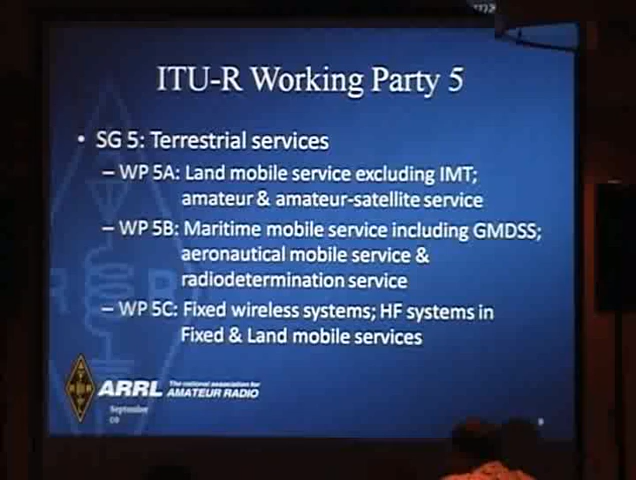 ITU-R Working Party 5
• SG 5: Terrestrial services
– WP 5A: Land mobile service excluding IMT;
amateur & amateur-satellite service
– WP 5B: Maritime mobile service including GMDSS;
aeronautical mobile service &
radiodetermination service
– WP 5C: Fixed wireless systems; HF systems in
Fixed & Land mobile services
ARRL The national association for
AMATEUR RADIO
September
09